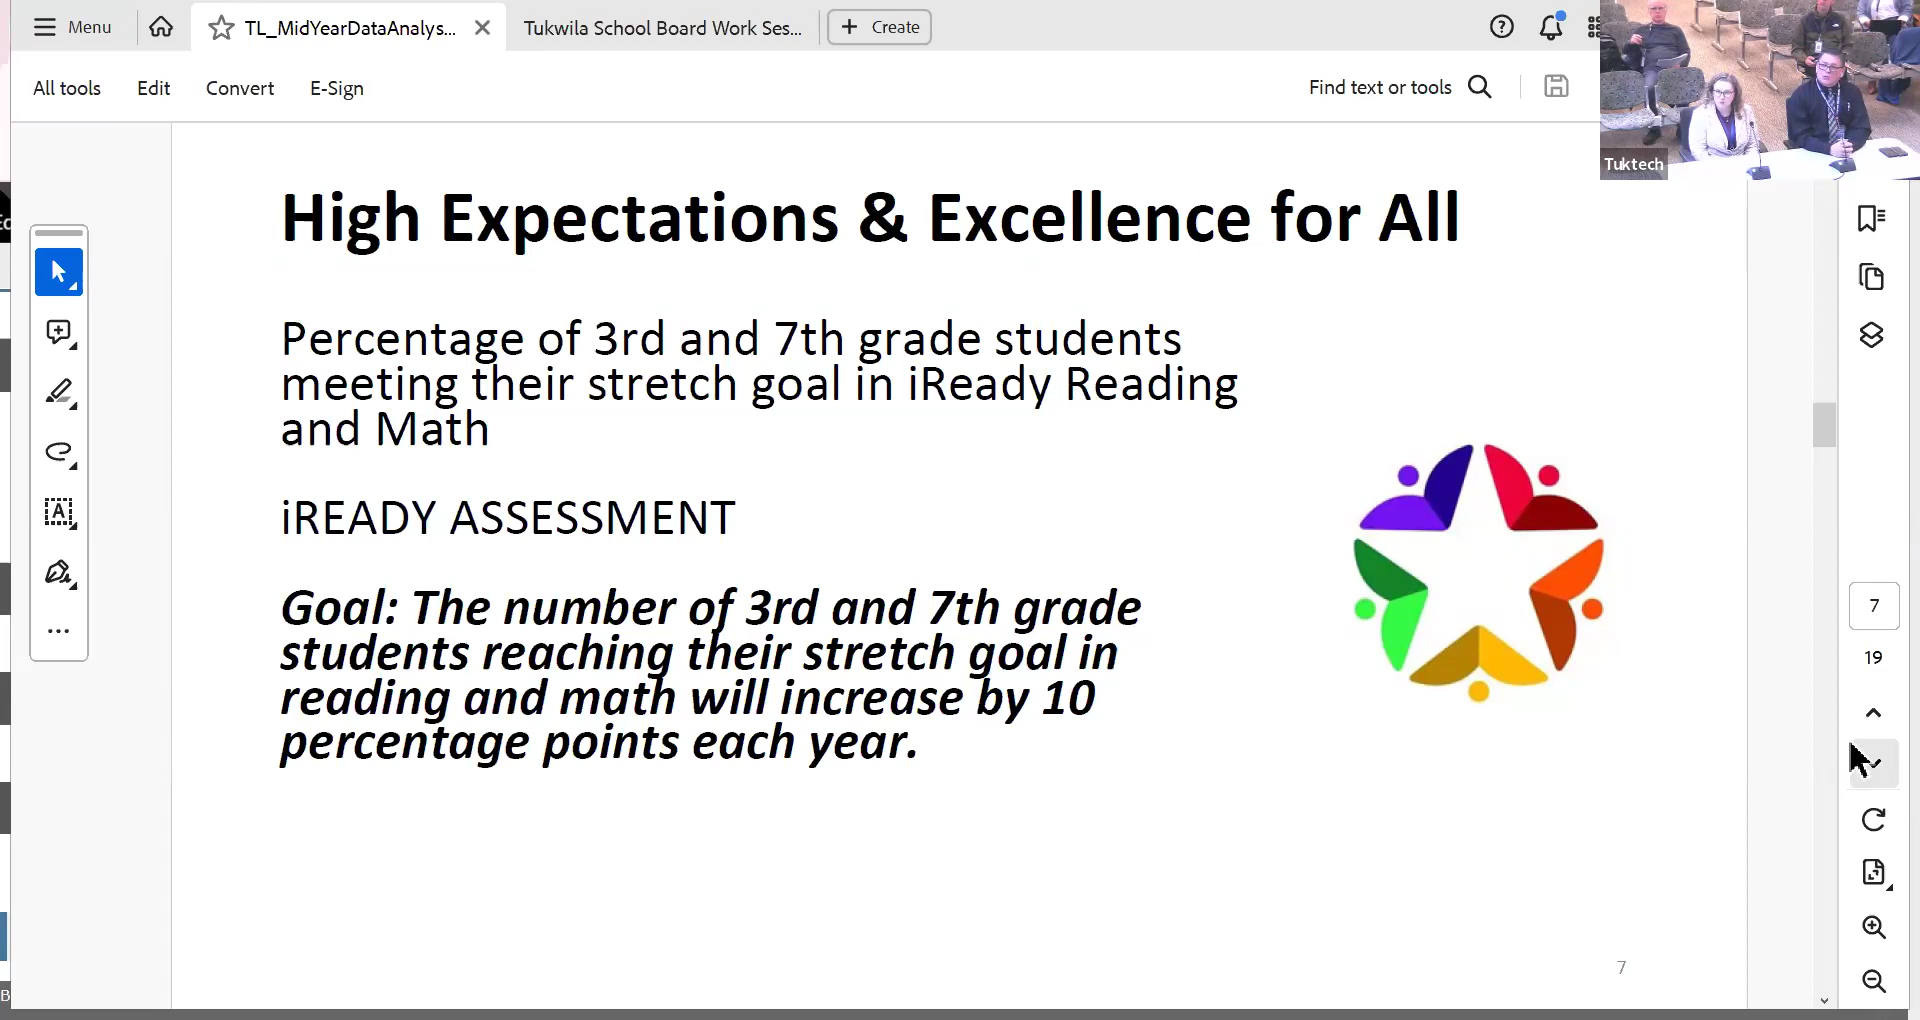 Menu
TL_MidYearDataAnalys...
Tukwila School Board Work Ses...
Create
All tools
Edit
Convert
E-Sign
Find text or tools
Tuktech
High Expectations & Excellence for All
Percentage of 3rd and 7th grade students
meeting their stretch goal in iReady Reading
and Math
iREADY ASSESSMENT
Goal: The number of 3rd and 7th grade
students reaching their stretch goal in
reading and math will increase by 10
percentage points each year.
7
7
19